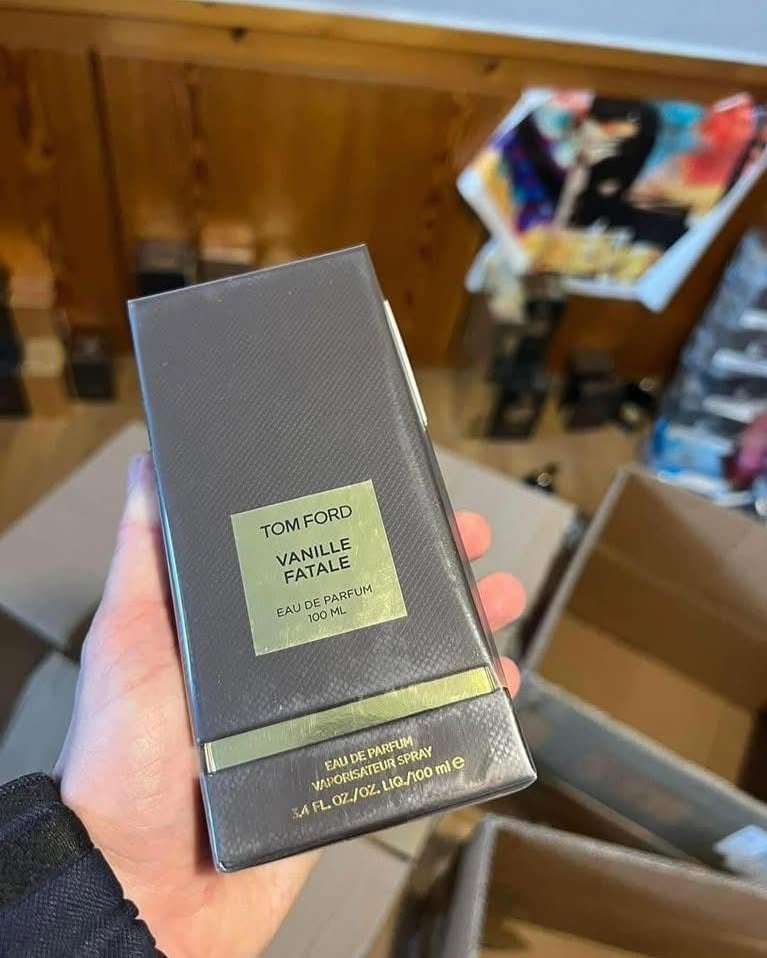 TOM FORD
VANILLE
FATALE
EAU DE PARFUM
100 ML
EAU DE PARFUM
VAPORISATEUR SPRAY
3.4 FL. OZ./OZ. LIQ./100 ml ℮